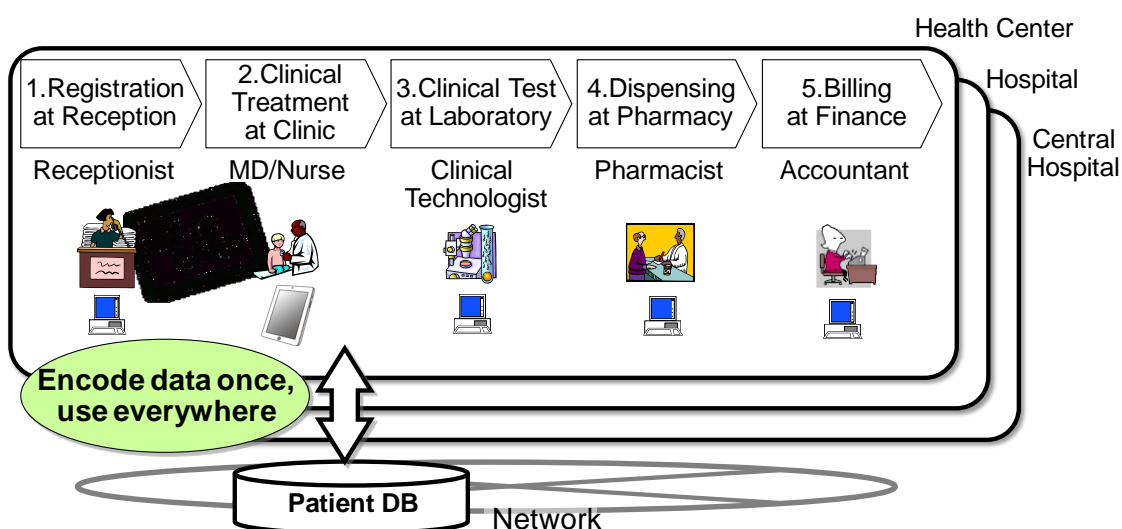 Health Center
Hospital
Central
Hospital
1.Registration
at Reception
2.Clinical
Treatment
at Clinic
3.Clinical Test
at Laboratory
4.Dispensing
at Pharmacy
5.Billing
at Finance
Receptionist
MD/Nurse
Clinical
Technologist
Pharmacist
Accountant
Encode data once,
use everywhere
Patient DB
Network